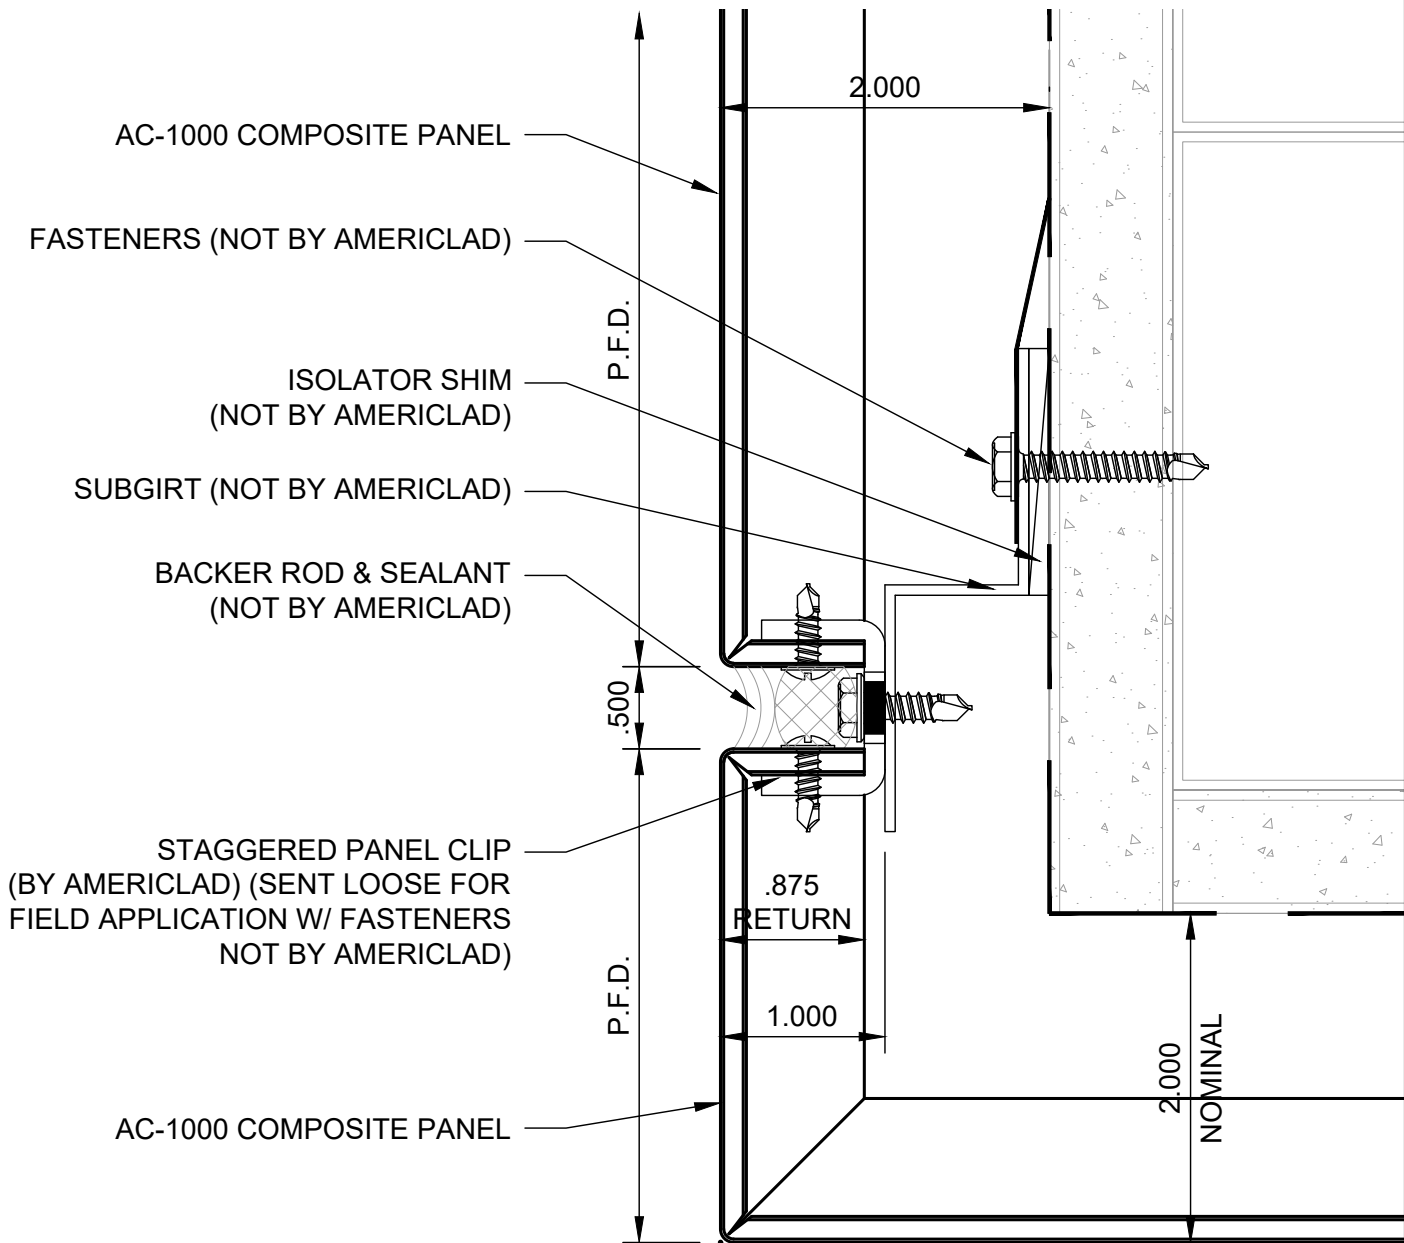 2.000
AC-1000 COMPOSITE PANEL
FASTENERS (NOT BY AMERICLAD)
P.F.D.
ISOLATOR SHIM
(NOT BY AMERICLAD)
SUBGIRT (NOT BY AMERICLAD)
BACKER ROD & SEALANT
(NOT BY AMERICLAD)
.500
STAGGERED PANEL CLIP
(BY AMERICLAD) (SENT LOOSE FOR
FIELD APPLICATION W/ FASTENERS
NOT BY AMERICLAD)
.875
RETURN
P.F.D.
1.000
2.000
NOMINAL
AC-1000 COMPOSITE PANEL